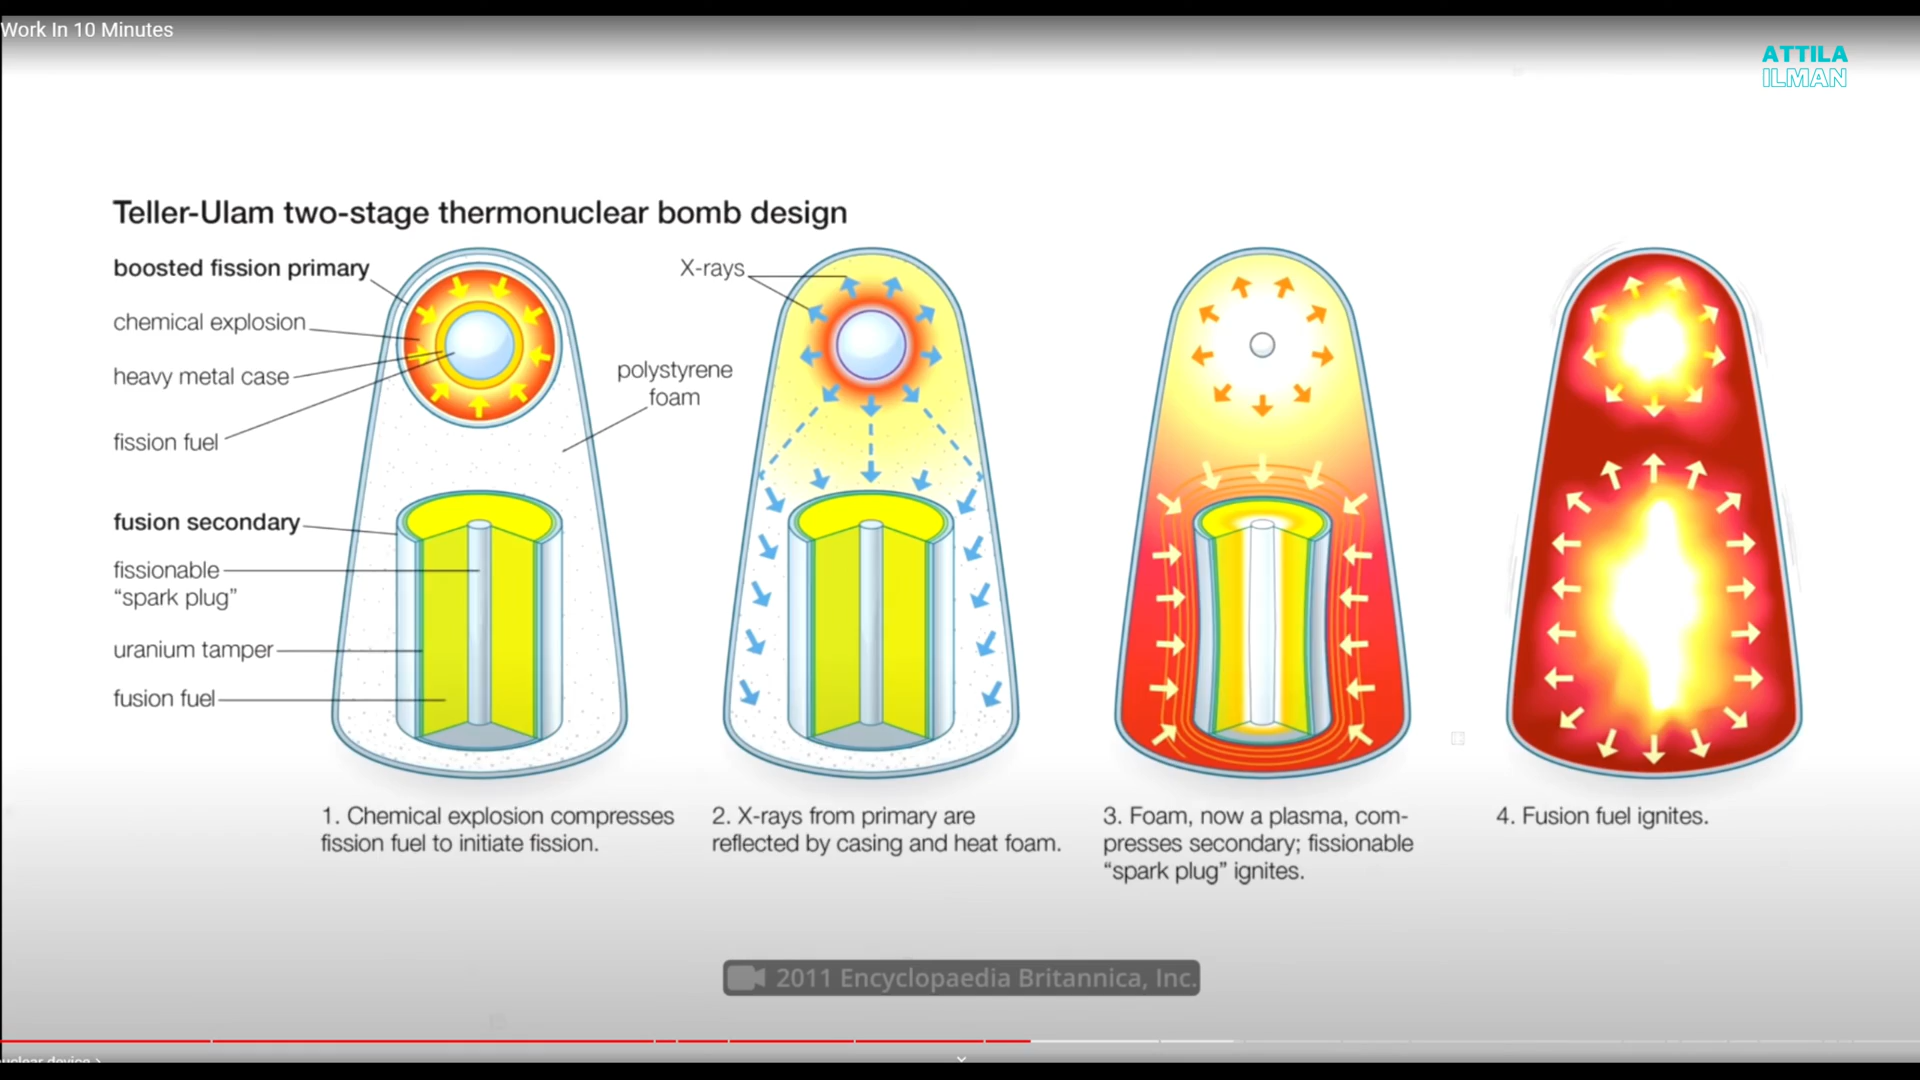 Work In 10 Minutes
ATTILA
ILMAN
Teller-Ulam two-stage thermonuclear bomb design
boosted fission primary
chemical explosion
heavy metal case
fission fuel
fusion secondary
fissionable
“spark plug”
uranium tamper
fusion fuel
polystyrene
foam
X-rays
1. Chemical explosion compresses
fission fuel to initiate fission.
2. X-rays from primary are
reflected by casing and heat foam.
3. Foam, now a plasma, com-
presses secondary; fissionable
“spark plug” ignites.
4. Fusion fuel ignites.
2011 Encyclopaedia Britannica, Inc.